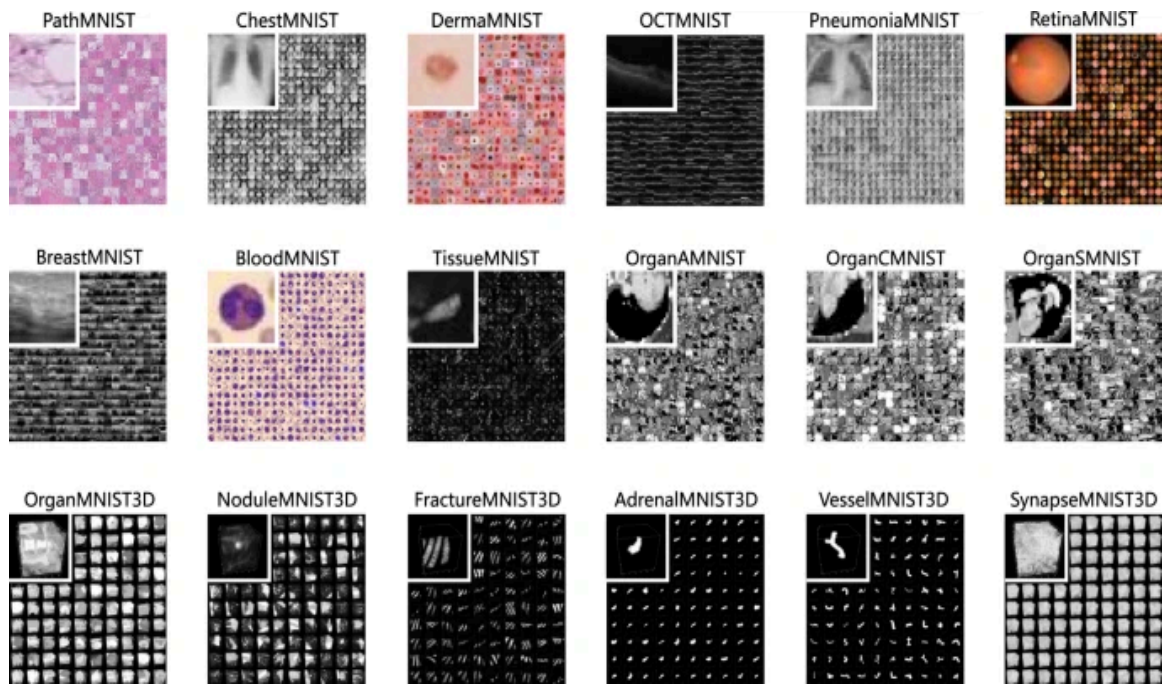 PathMNIST ChestMNIST DermaMNIST OCTMNIST PneumoniaMNIST RetinaMNIST
BreastMNIST BloodMNIST TissueMNIST OrganAMNIST OrganCMNIST OrganSMNIST
OrganMNIST3D NoduleMNIST3D FractureMNIST3D AdrenalMNIST3D VesselMNIST3D SynapseMNIST3D